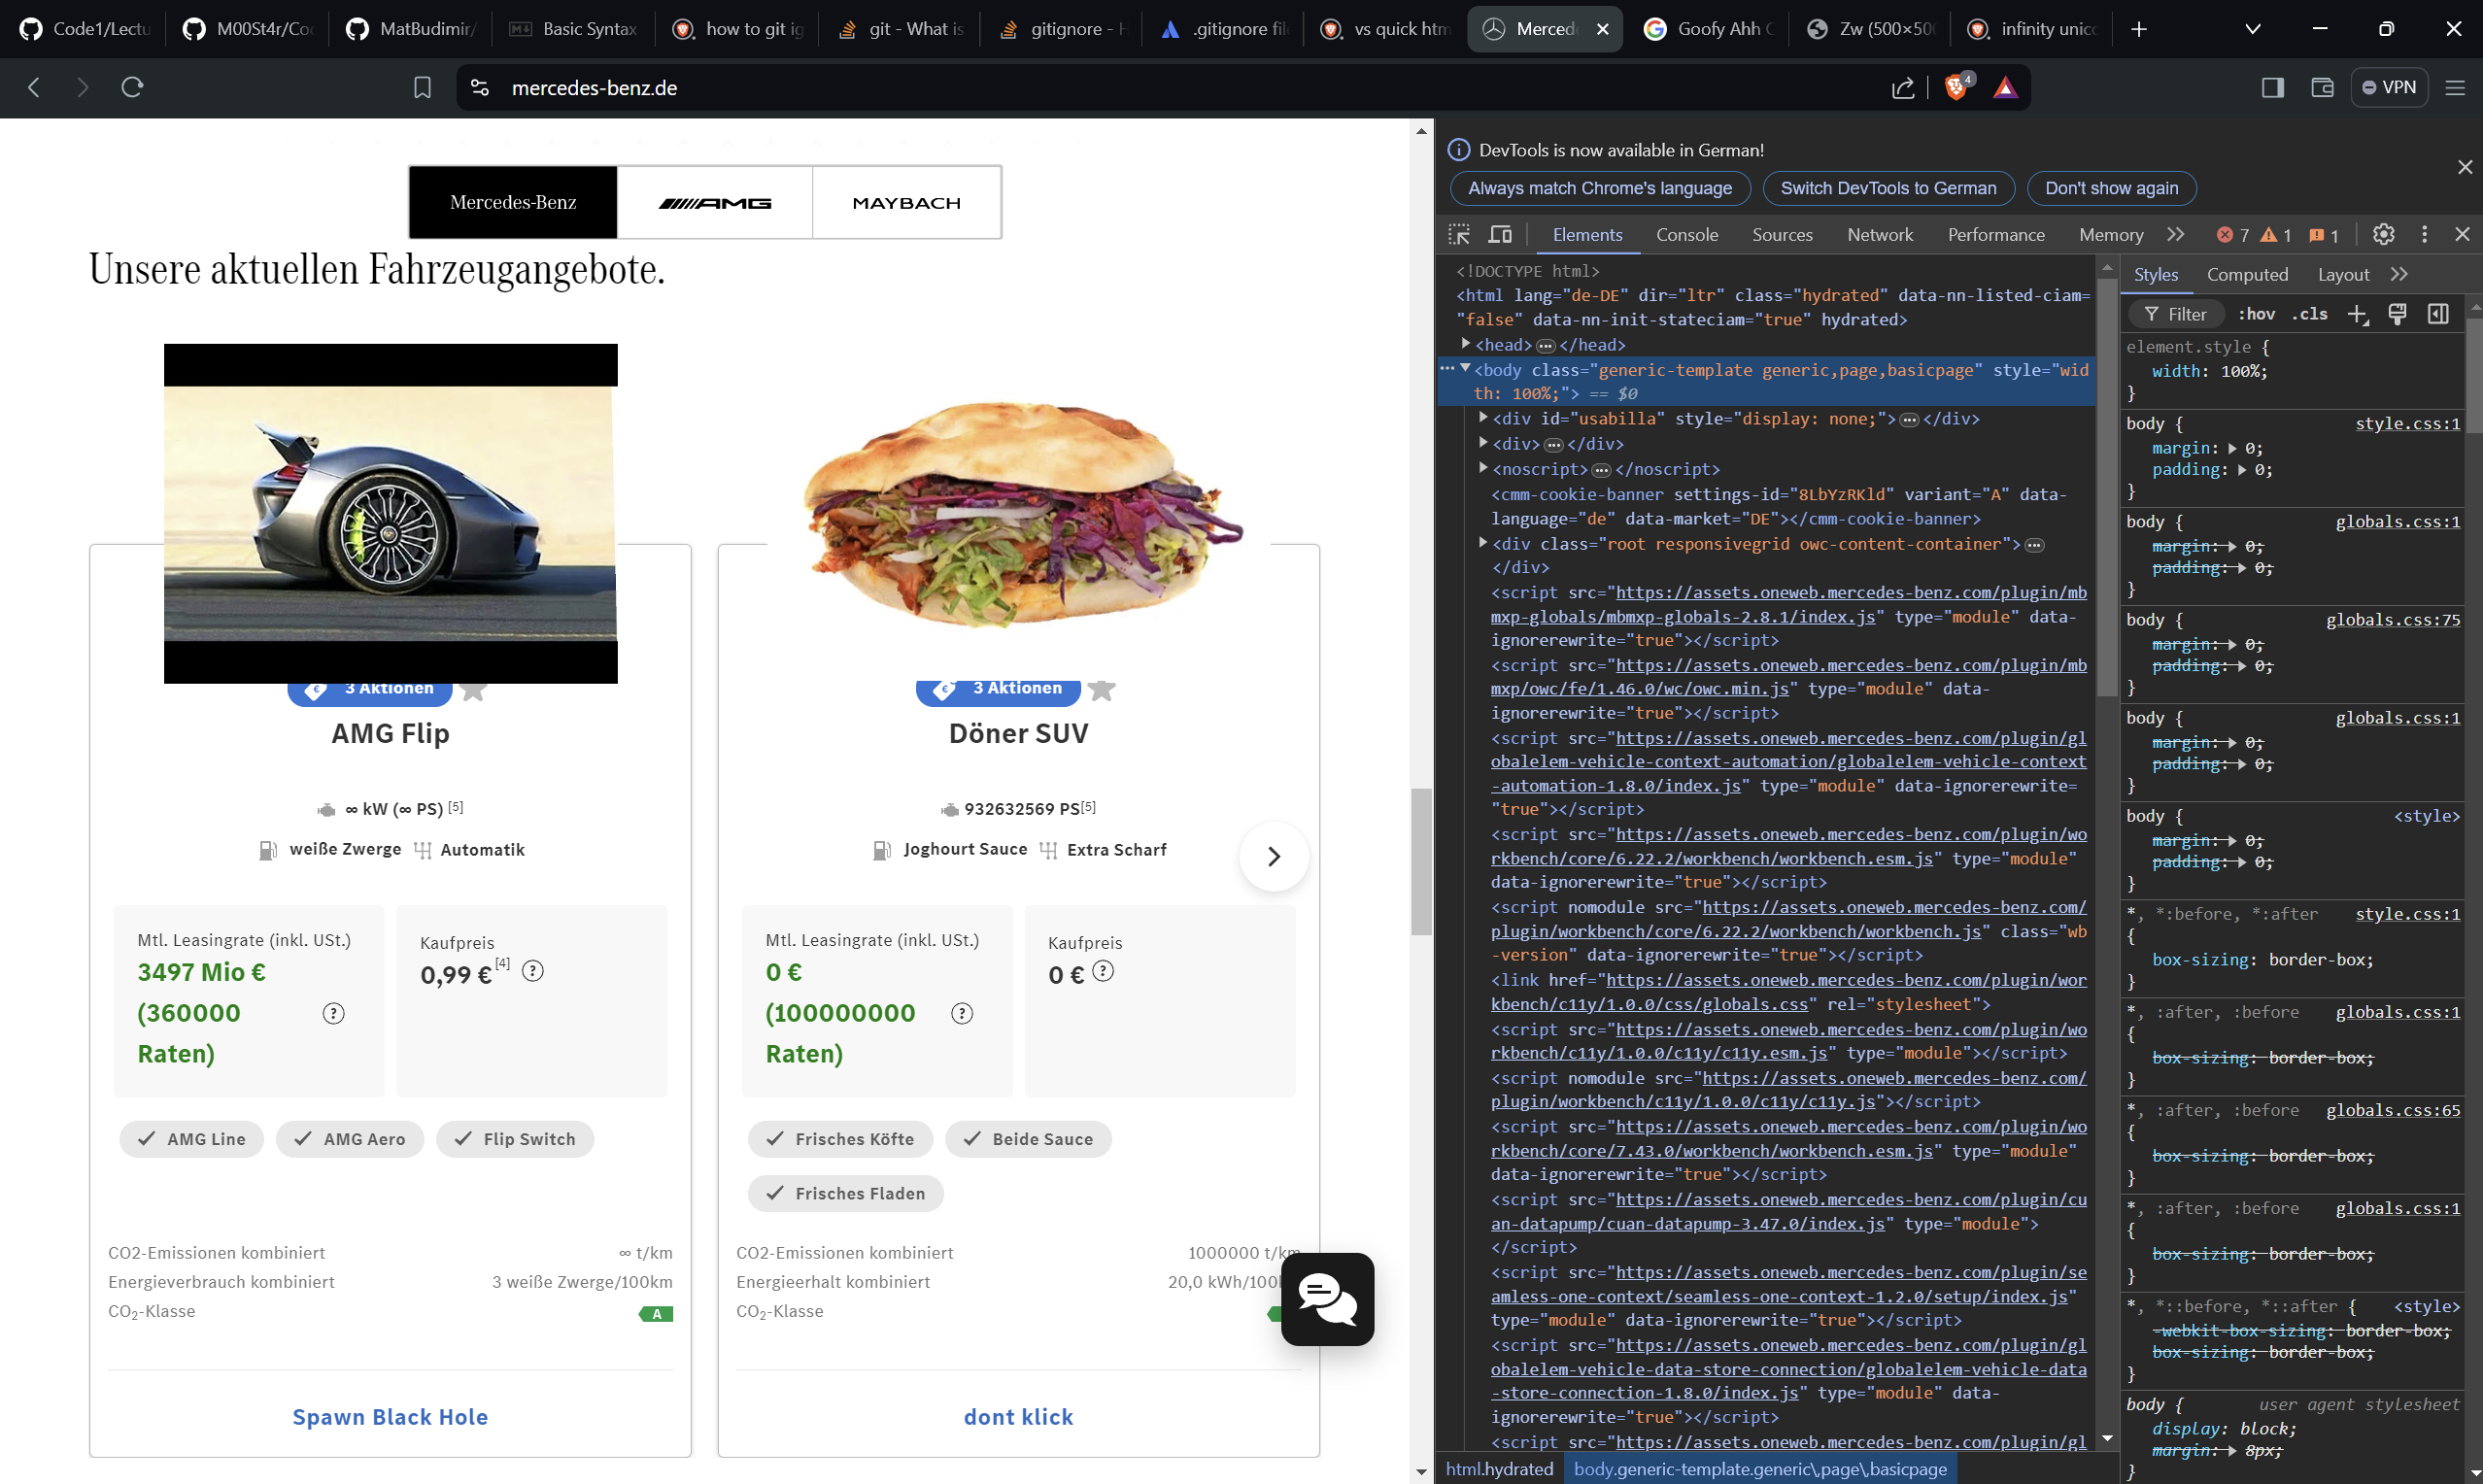 Code1/Lectu
M00St4r/Co
MatBudimir/
Basic Syntax
how to git ig
git - What is
gitignore - H
.gitignore fil
vs quick htm
Merced
Goofy Ahh C
Zw (500×50
infinity unic
mercedes-benz.de
4
VPN
Mercedes-Benz
AMG
MAYBACH
Unsere aktuellen Fahrzeugangebote.
3 Aktionen
AMG Flip
∞ kW (∞ PS) [5]
weiße Zwerge Automatik
Mtl. Leasingrate (inkl. USt.)
3497 Mio €
(360000
Raten)
?
Kaufpreis
0,99 € [4] ?
AMG Line
AMG Aero
Flip Switch
CO2-Emissionen kombiniert ∞ t/km
Energieverbrauch kombiniert 3 weiße Zwerge/100km
CO2-Klasse A
Spawn Black Hole
3 Aktionen
Döner SUV
932632569 PS[5]
Joghourt Sauce Extra Scharf
Mtl. Leasingrate (inkl. USt.)
0 €
(100000000
Raten)
?
Kaufpreis
0 € ?
Frisches Köfte
Beide Sauce
Frisches Fladen
CO2-Emissionen kombiniert 1000000 t/km
Energieerhalt kombiniert 20,0 kWh/100
CO2-Klasse
dont klick
DevTools is now available in German!
Always match Chrome's language
Switch DevTools to German
Don't show again
Elements Console Sources Network Performance Memory 7 1 1
<!DOCTYPE html>
<html lang="de-DE" dir="ltr" class="hydrated" data-nn-listed-ciam=
"false" data-nn-init-stateciam="true" hydrated>
<head> … </head>
<body class="generic-template generic,page,basicpage" style="wid
th: 100%;"> == $0
<div id="usabilla" style="display: none;"> … </div>
<div> … </div>
<noscript> … </noscript>
<cmm-cookie-banner settings-id="8LbYzRKld" variant="A" data-
language="de" data-market="DE"></cmm-cookie-banner>
<div class="root responsivegrid owc-content-container"> …
</div>
<script src="https://assets.oneweb.mercedes-benz.com/plugin/mb
mxp-globals/mbmxp-globals-2.8.1/index.js" type="module" data-
ignorerewrite="true"></script>
<script src="https://assets.oneweb.mercedes-benz.com/plugin/mb
mxp/owc/fe/1.46.0/wc/owc.min.js" type="module" data-
ignorerewrite="true"></script>
<script src="https://assets.oneweb.mercedes-benz.com/plugin/gl
obalelem-vehicle-context-automation/globalelem-vehicle-context
-automation-1.8.0/index.js" type="module" data-ignorerewrite=
"true"></script>
<script src="https://assets.oneweb.mercedes-benz.com/plugin/wo
rkbench/core/6.22.2/workbench/workbench.esm.js" type="module"
data-ignorerewrite="true"></script>
<script nomodule src="https://assets.oneweb.mercedes-benz.com/
plugin/workbench/core/6.22.2/workbench/workbench.js" class="wb
-version" data-ignorerewrite="true"></script>
<link href="https://assets.oneweb.mercedes-benz.com/plugin/wor
kbench/c11y/1.0.0/css/globals.css" rel="stylesheet">
<script src="https://assets.oneweb.mercedes-benz.com/plugin/wo
rkbench/c11y/1.0.0/c11y/c11y.esm.js" type="module"></script>
<script nomodule src="https://assets.oneweb.mercedes-benz.com/
plugin/workbench/c11y/1.0.0/c11y/c11y.js"></script>
<script src="https://assets.oneweb.mercedes-benz.com/plugin/wo
rkbench/core/7.43.0/workbench/workbench.esm.js" type="module"
data-ignorerewrite="true"></script>
<script src="https://assets.oneweb.mercedes-benz.com/plugin/cu
an-datapump/cuan-datapump-3.47.0/index.js" type="module">
</script>
<script src="https://assets.oneweb.mercedes-benz.com/plugin/se
amless-one-context/seamless-one-context-1.2.0/setup/index.js"
type="module" data-ignorerewrite="true"></script>
<script src="https://assets.oneweb.mercedes-benz.com/plugin/gl
obalelem-vehicle-data-store-connection/globalelem-vehicle-data
-store-connection-1.8.0/index.js" type="module" data-
ignorerewrite="true"></script>
<script src="https://assets.oneweb.mercedes-benz.com/plugin/gl
html.hydrated body.generic-template.generic\,page\,basicpage
Styles Computed Layout
Filter :hov .cls
element.style {
width: 100%;
}
body { style.css:1
margin: 0;
padding: 0;
}
body { globals.css:1
margin: 0;
padding: 0;
}
body { globals.css:75
margin: 0;
padding: 0;
}
body { globals.css:1
margin: 0;
padding: 0;
}
body { <style>
margin: 0;
padding: 0;
}
*, *:before, *:after style.css:1
{
box-sizing: border-box;
}
*, :after, :before globals.css:1
{
box-sizing: border-box;
}
*, :after, :before globals.css:65
{
box-sizing: border-box;
}
*, :after, :before globals.css:1
{
box-sizing: border-box;
}
*, *::before, *::after { <style>
-webkit-box-sizing: border-box;
box-sizing: border-box;
}
body { user agent stylesheet
display: block;
margin: 8px;
}